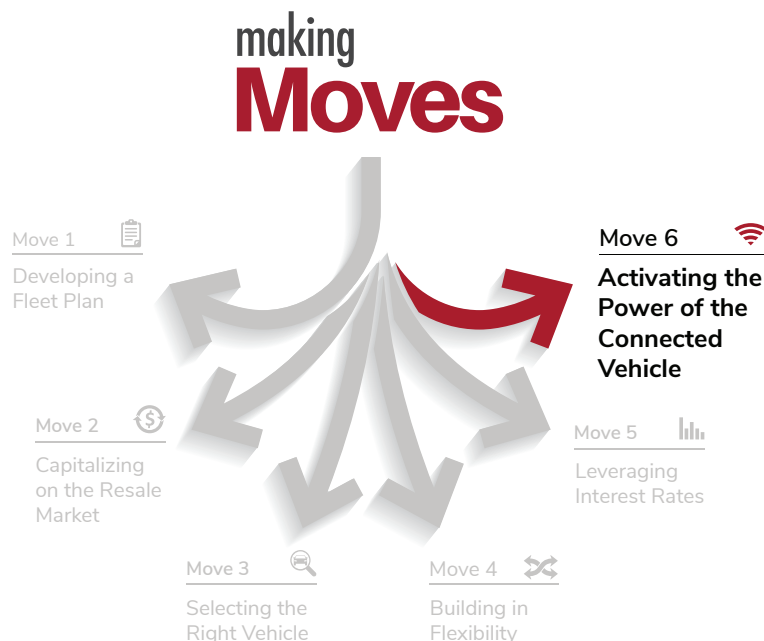 making
Moves
Move 1
Developing a
Fleet Plan
Move 2
Capitalizing
on the Resale
Market
Move 3
Selecting the
Right Vehicle
Move 4
Building in
Flexibility
Move 5
Leveraging
Interest Rates
Move 6
Activating the
Power of the
Connected
Vehicle